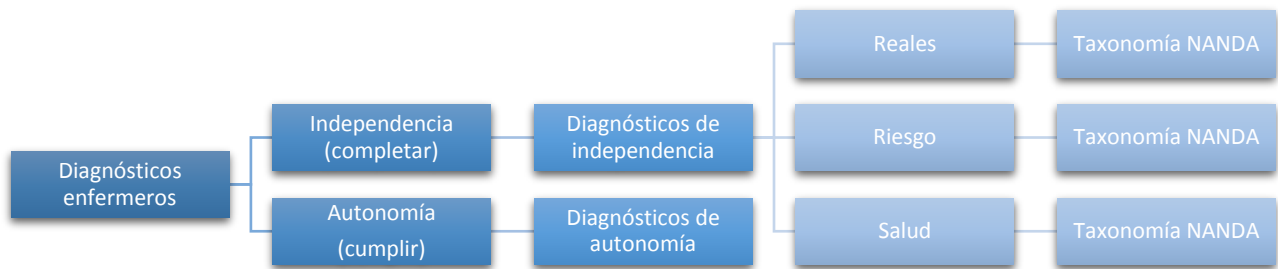 Diagnósticos
enfermeros
Independencia
(completar)
Diagnósticos de
independencia
Reales
Taxonomía NANDA
Riesgo
Taxonomía NANDA
Salud
Taxonomía NANDA
Autonomía
(cumplir)
Diagnósticos de
autonomía